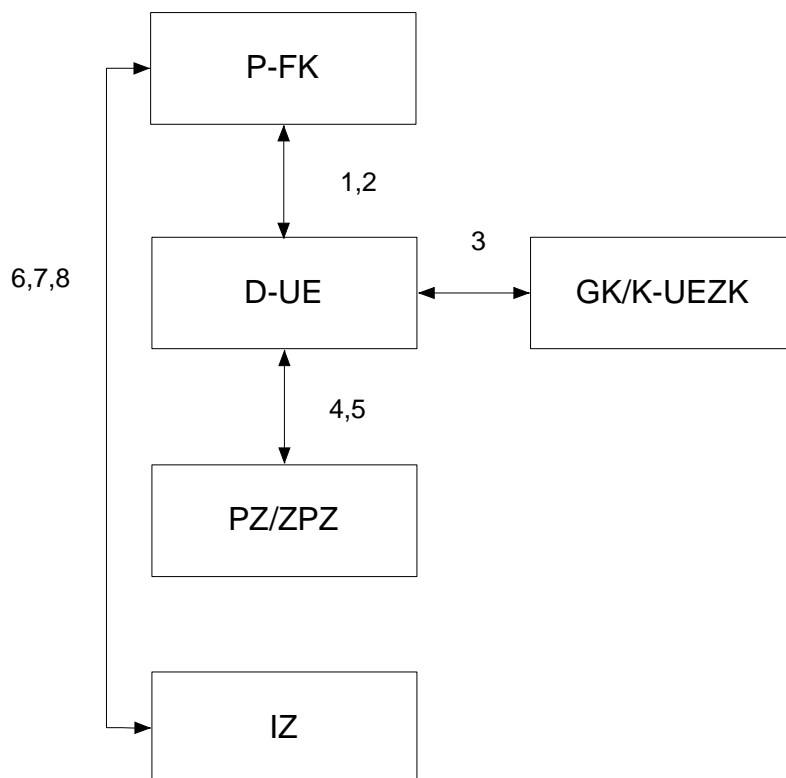 P-FK
1,2
3
6,7,8
D-UE
GK/K-UEZK
4,5
PZ/ZPZ
IZ